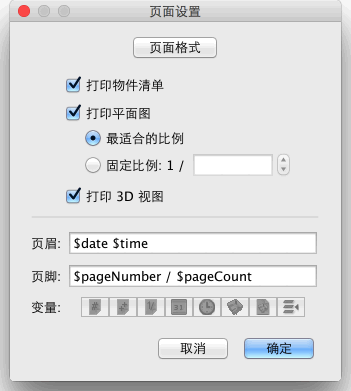 页面设置
页面格式
打印物件清单
打印平面图
最适合的比例
固定比例: 1 /
打印 3D 视图
页眉: $date $time
页脚: $pageNumber / $pageCount
变量:
取消 确定